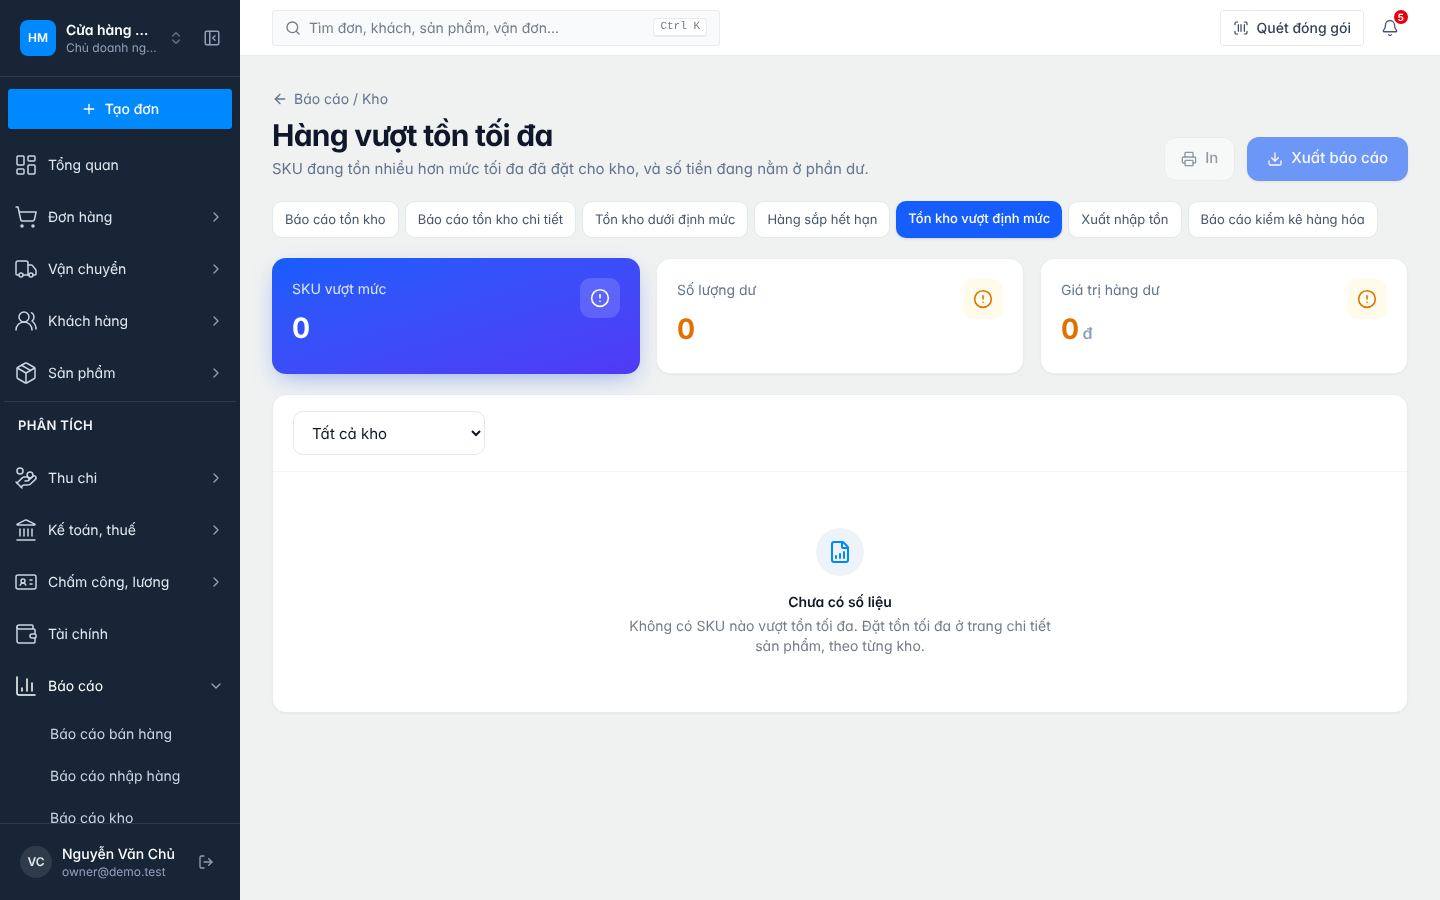 HM
Cửa hàng ...
Chủ doanh ng...
Tìm đơn, khách, sản phẩm, vận đơn...
Ctrl K
Quét đóng gói
5
Tạo đơn
Tổng quan
Đơn hàng
Vận chuyển
Khách hàng
Sản phẩm
PHÂN TÍCH
Thu chi
Kế toán, thuế
Chấm công, lương
Tài chính
Báo cáo
Báo cáo bán hàng
Báo cáo nhập hàng
Báo cáo kho
VC
Nguyễn Văn Chủ
owner@demo.test
Báo cáo / Kho
Hàng vượt tồn tối đa
SKU đang tồn nhiều hơn mức tối đa đã đặt cho kho, và số tiền đang nằm ở phần dư.
In
Xuất báo cáo
Báo cáo tồn kho
Báo cáo tồn kho chi tiết
Tồn kho dưới định mức
Hàng sắp hết hạn
Tồn kho vượt định mức
Xuất nhập tồn
Báo cáo kiểm kê hàng hóa
SKU vượt mức
0
Số lượng dư
0
Giá trị hàng dư
0 đ
Tất cả kho
Chưa có số liệu
Không có SKU nào vượt tồn tối đa. Đặt tồn tối đa ở trang chi tiết
sản phẩm, theo từng kho.